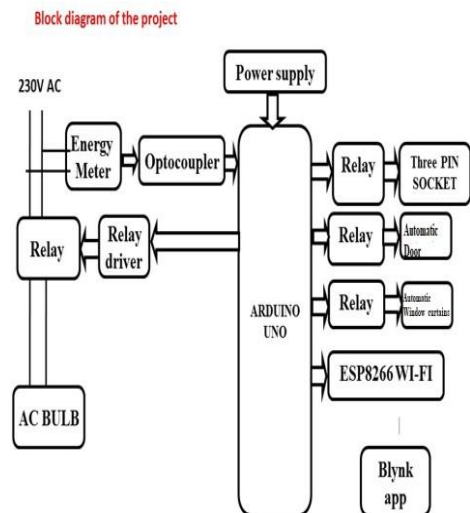 Block diagram of the project
230V AC
Power supply
Energy
Meter
Optocoupler
Relay
Three PIN
SOCKET
Relay
Relay
driver
Relay
Automatic
Door
ARDUINO
UNO
Relay
Automatic
Window curtains
ESP8266 WI-FI
AC BULB
Blynk
app